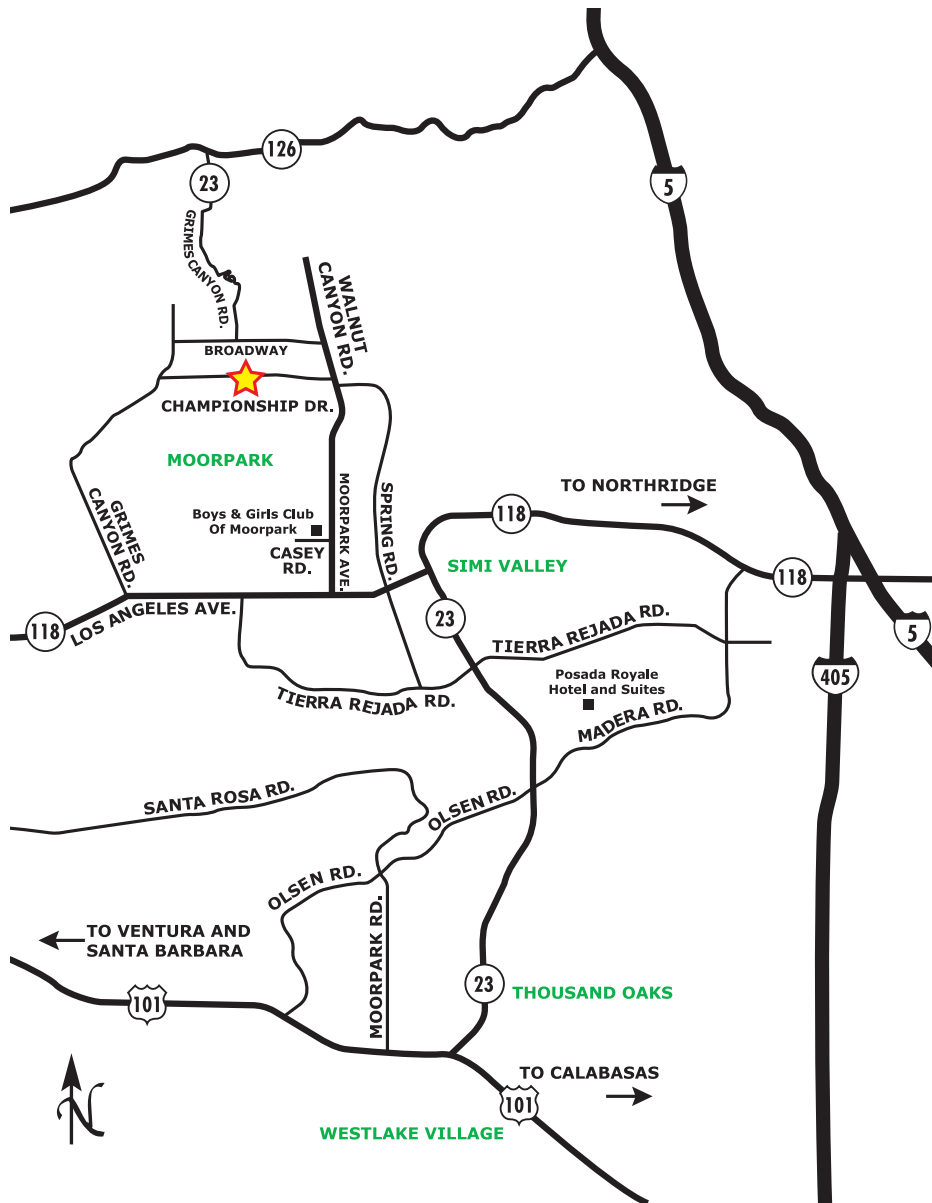 126
23
5
GRIMES CANYON RD.
WALNUT
CANYON RD.
BROADWAY
CHAMPIONSHIP DR.
MOORPARK
TO NORTHRIDGE
GRIMES
CANYON RD.
MOORPARK AVE.
SPRING RD.
Boys & Girls Club
Of Moorpark
118
CASEY
RD.
SIMI VALLEY
118
LOS ANGELES AVE.
118
23
5
TIERRA REJADA RD.
405
Posada Royale
Hotel and Suites
TIERRA REJADA RD.
MADERA RD.
SANTA ROSA RD.
OLSEN RD.
OLSEN RD.
MOORPARK RD.
TO VENTURA AND
SANTA BARBARA
23
THOUSAND OAKS
101
TO CALABASAS
101
WESTLAKE VILLAGE
N